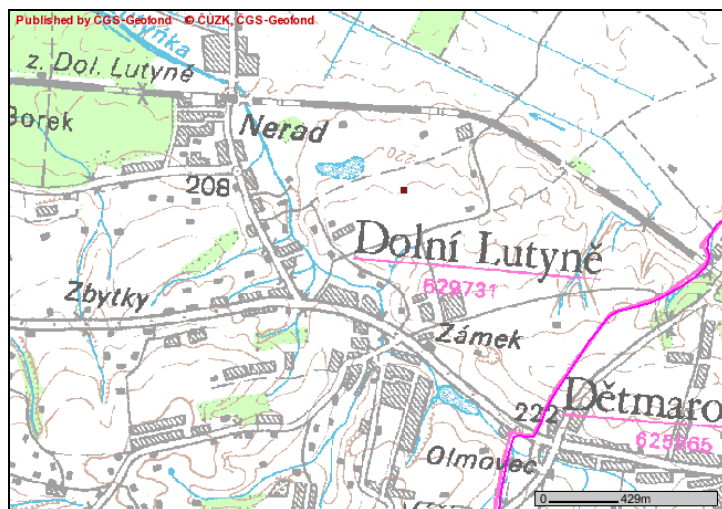 Published by CGS-Geofond © ČÚZK, ČGS-Geofond
z. Dol. Lutyně
Borek
Nerad
220
208
Dolní Lutyně
629731
Zbytky
Zámek
Dětmaro
222
625965
Olmovec
0 429m